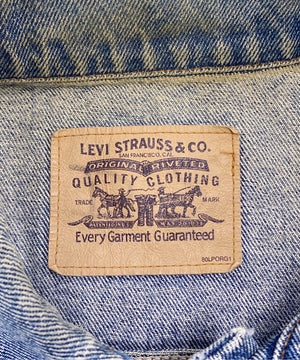 LEVI STRAUSS & CO.
SAN FRANCISCO, CAL
ORIGINAL RIVETED
QUALITY CLOTHING
TRADE MARK
Every Garment Guaranteed
80LPORG1